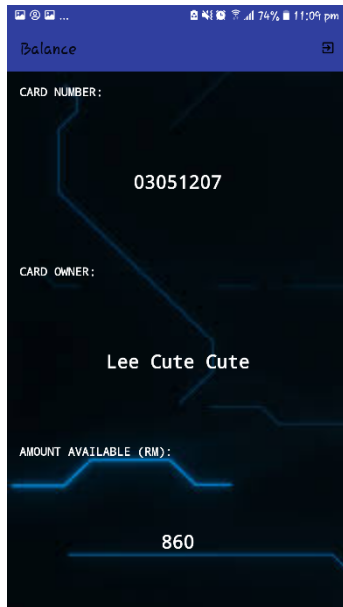 ... 74% 11:09 pm
Balance
CARD NUMBER:
03051207
CARD OWNER:
Lee Cute Cute
AMOUNT AVAILABLE (RM):
860